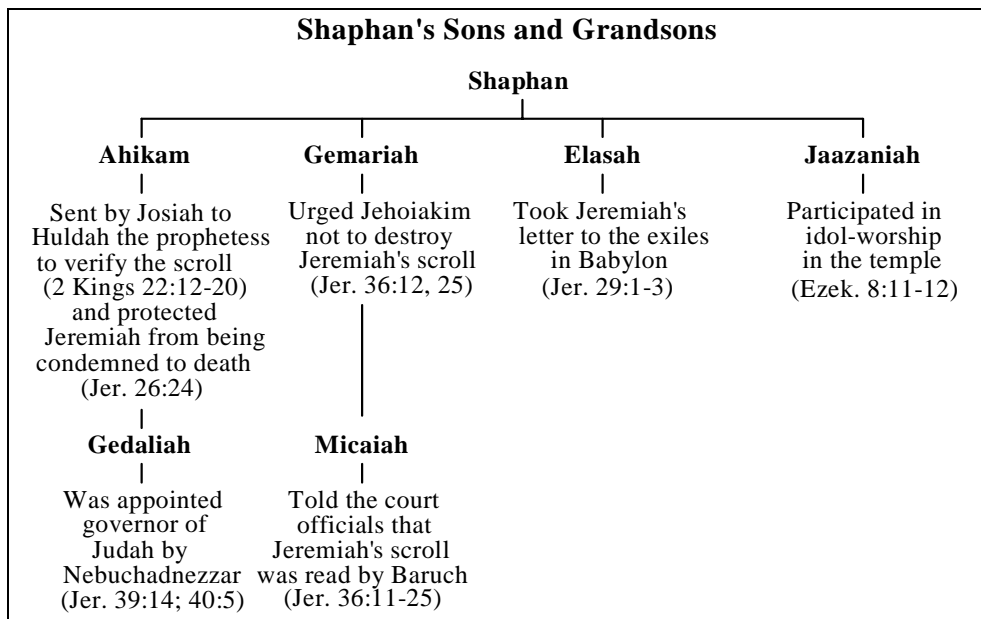 Shaphan's Sons and Grandsons
Shaphan
Ahikam
Sent by Josiah to
Huldah the prophetess
to verify the scroll
(2 Kings 22:12-20)
and protected
Jeremiah from being
condemned to death
(Jer. 26:24)
Gedaliah
Was appointed
governor of
Judah by
Nebuchadnezzar
(Jer. 39:14; 40:5)
Gemariah
Urged Jehoiakim
not to destroy
Jeremiah's scroll
(Jer. 36:12, 25)
Micaiah
Told the court
officials that
Jeremiah's scroll
was read by Baruch
(Jer. 36:11-25)
Elasah
Took Jeremiah's
letter to the exiles
in Babylon
(Jer. 29:1-3)
Jaazaniah
Participated in
idol-worship
in the temple
(Ezek. 8:11-12)